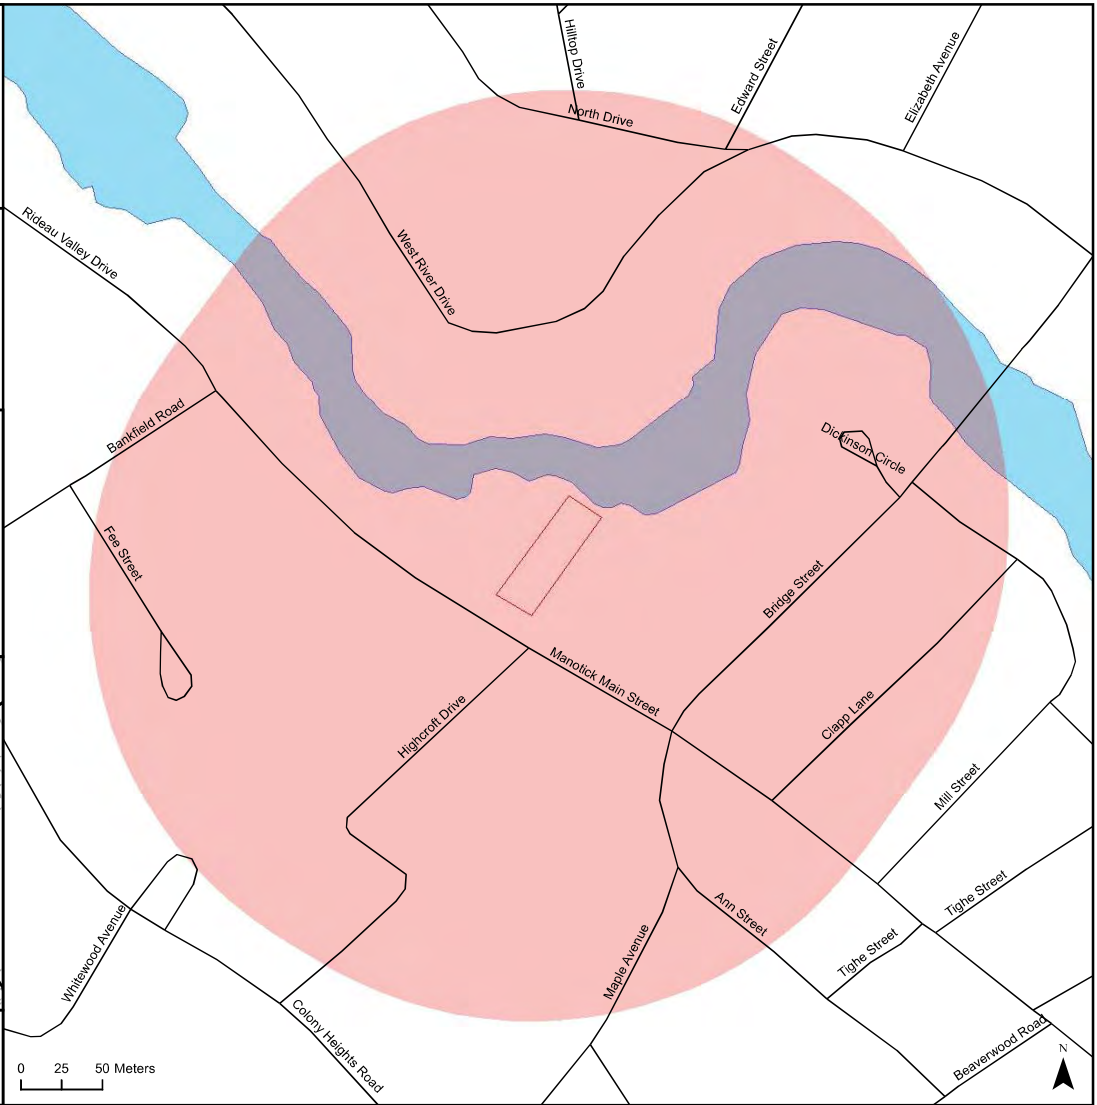 Hilltop Drive
Edward Street
Elizabeth Avenue
North Drive
Rideau Valley Drive
West River Drive
Bankfield Road
Dickinson Circle
Fee Street
Bridge Street
Manotick Main Street
Highcroft Drive
Clapp Lane
Mill Street
Tighe Street
Ann Street
Tighe Street
Whitewood Avenue
Maple Avenue
Colony Heights Road
Beaverwood Road
N
0 25 50 Meters